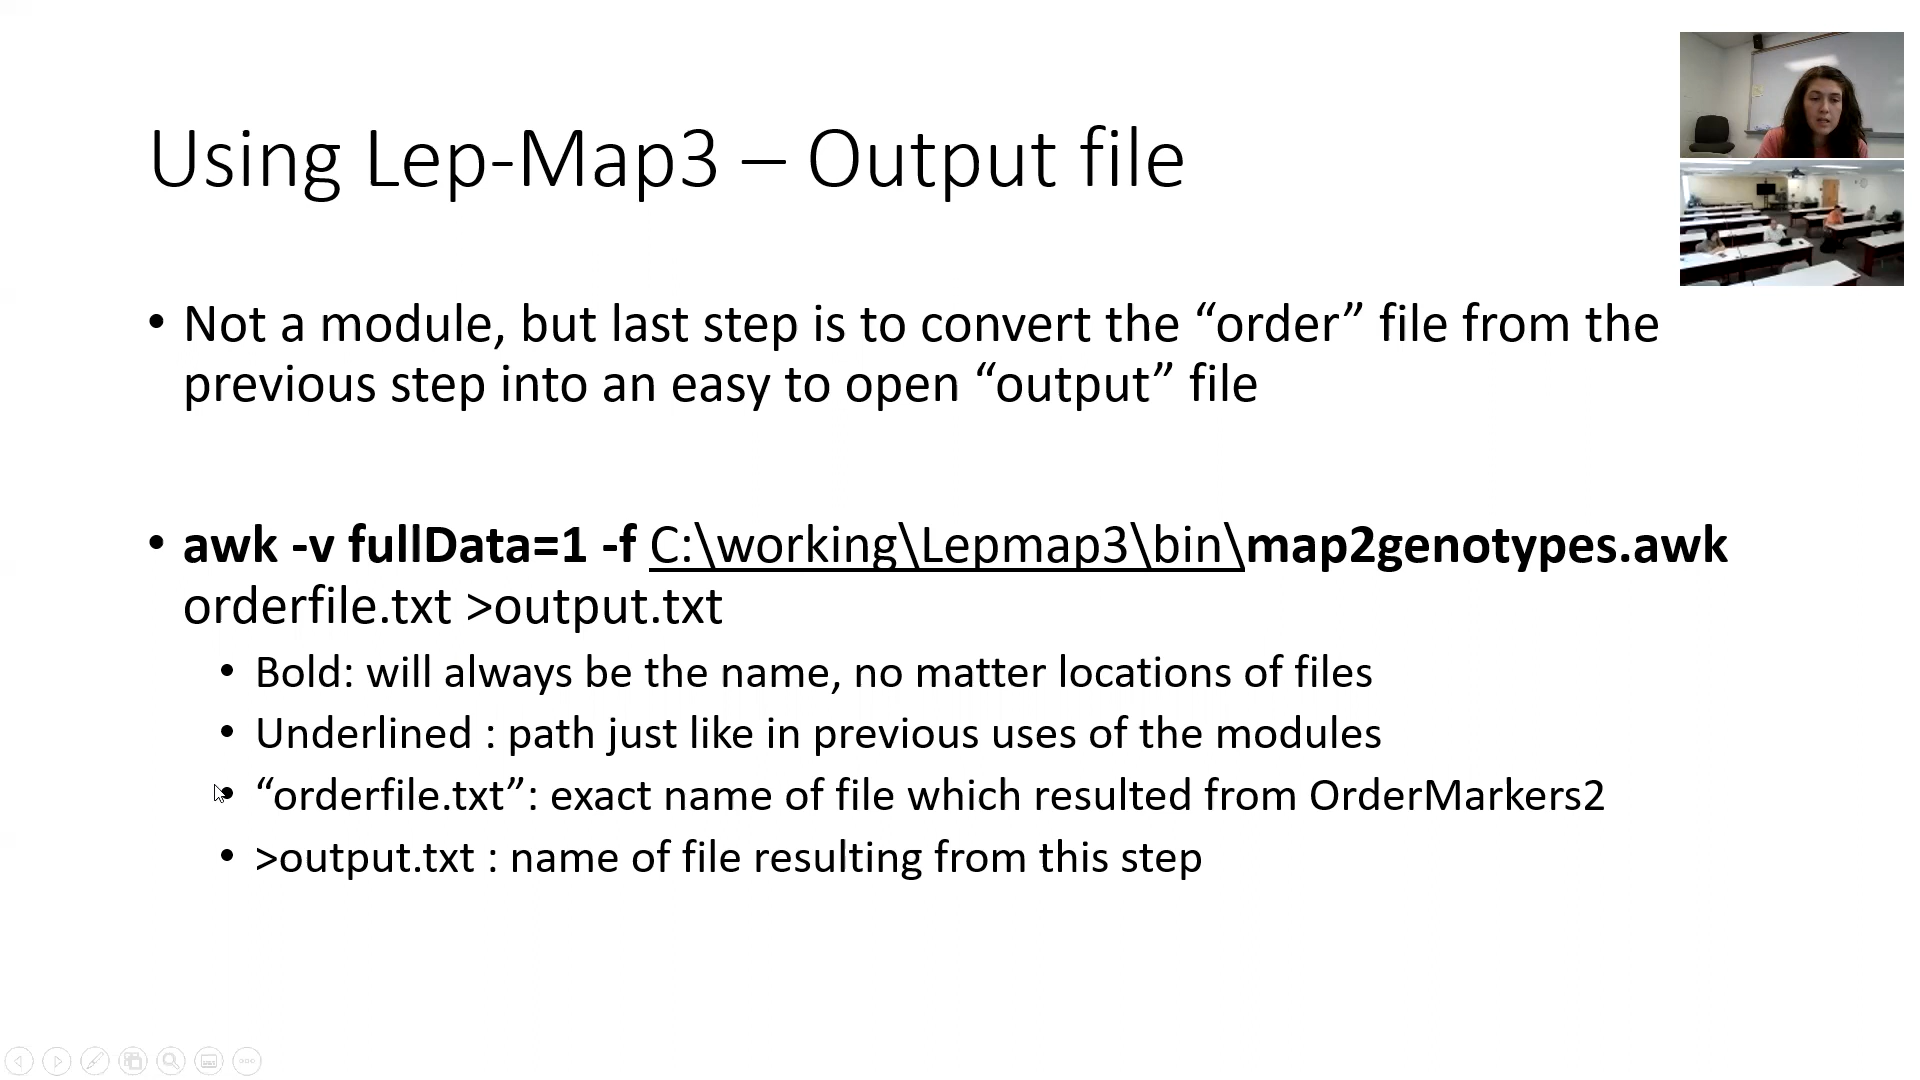 Using Lep-Map3 – Output file
• Not a module, but last step is to convert the “order” file from the
previous step into an easy to open “output” file
• awk -v fullData=1 -f C:\working\Lepmap3\bin\map2genotypes.awk
orderfile.txt >output.txt
• Bold: will always be the name, no matter locations of files
• Underlined : path just like in previous uses of the modules
• “orderfile.txt”: exact name of file which resulted from OrderMarkers2
• >output.txt : name of file resulting from this step